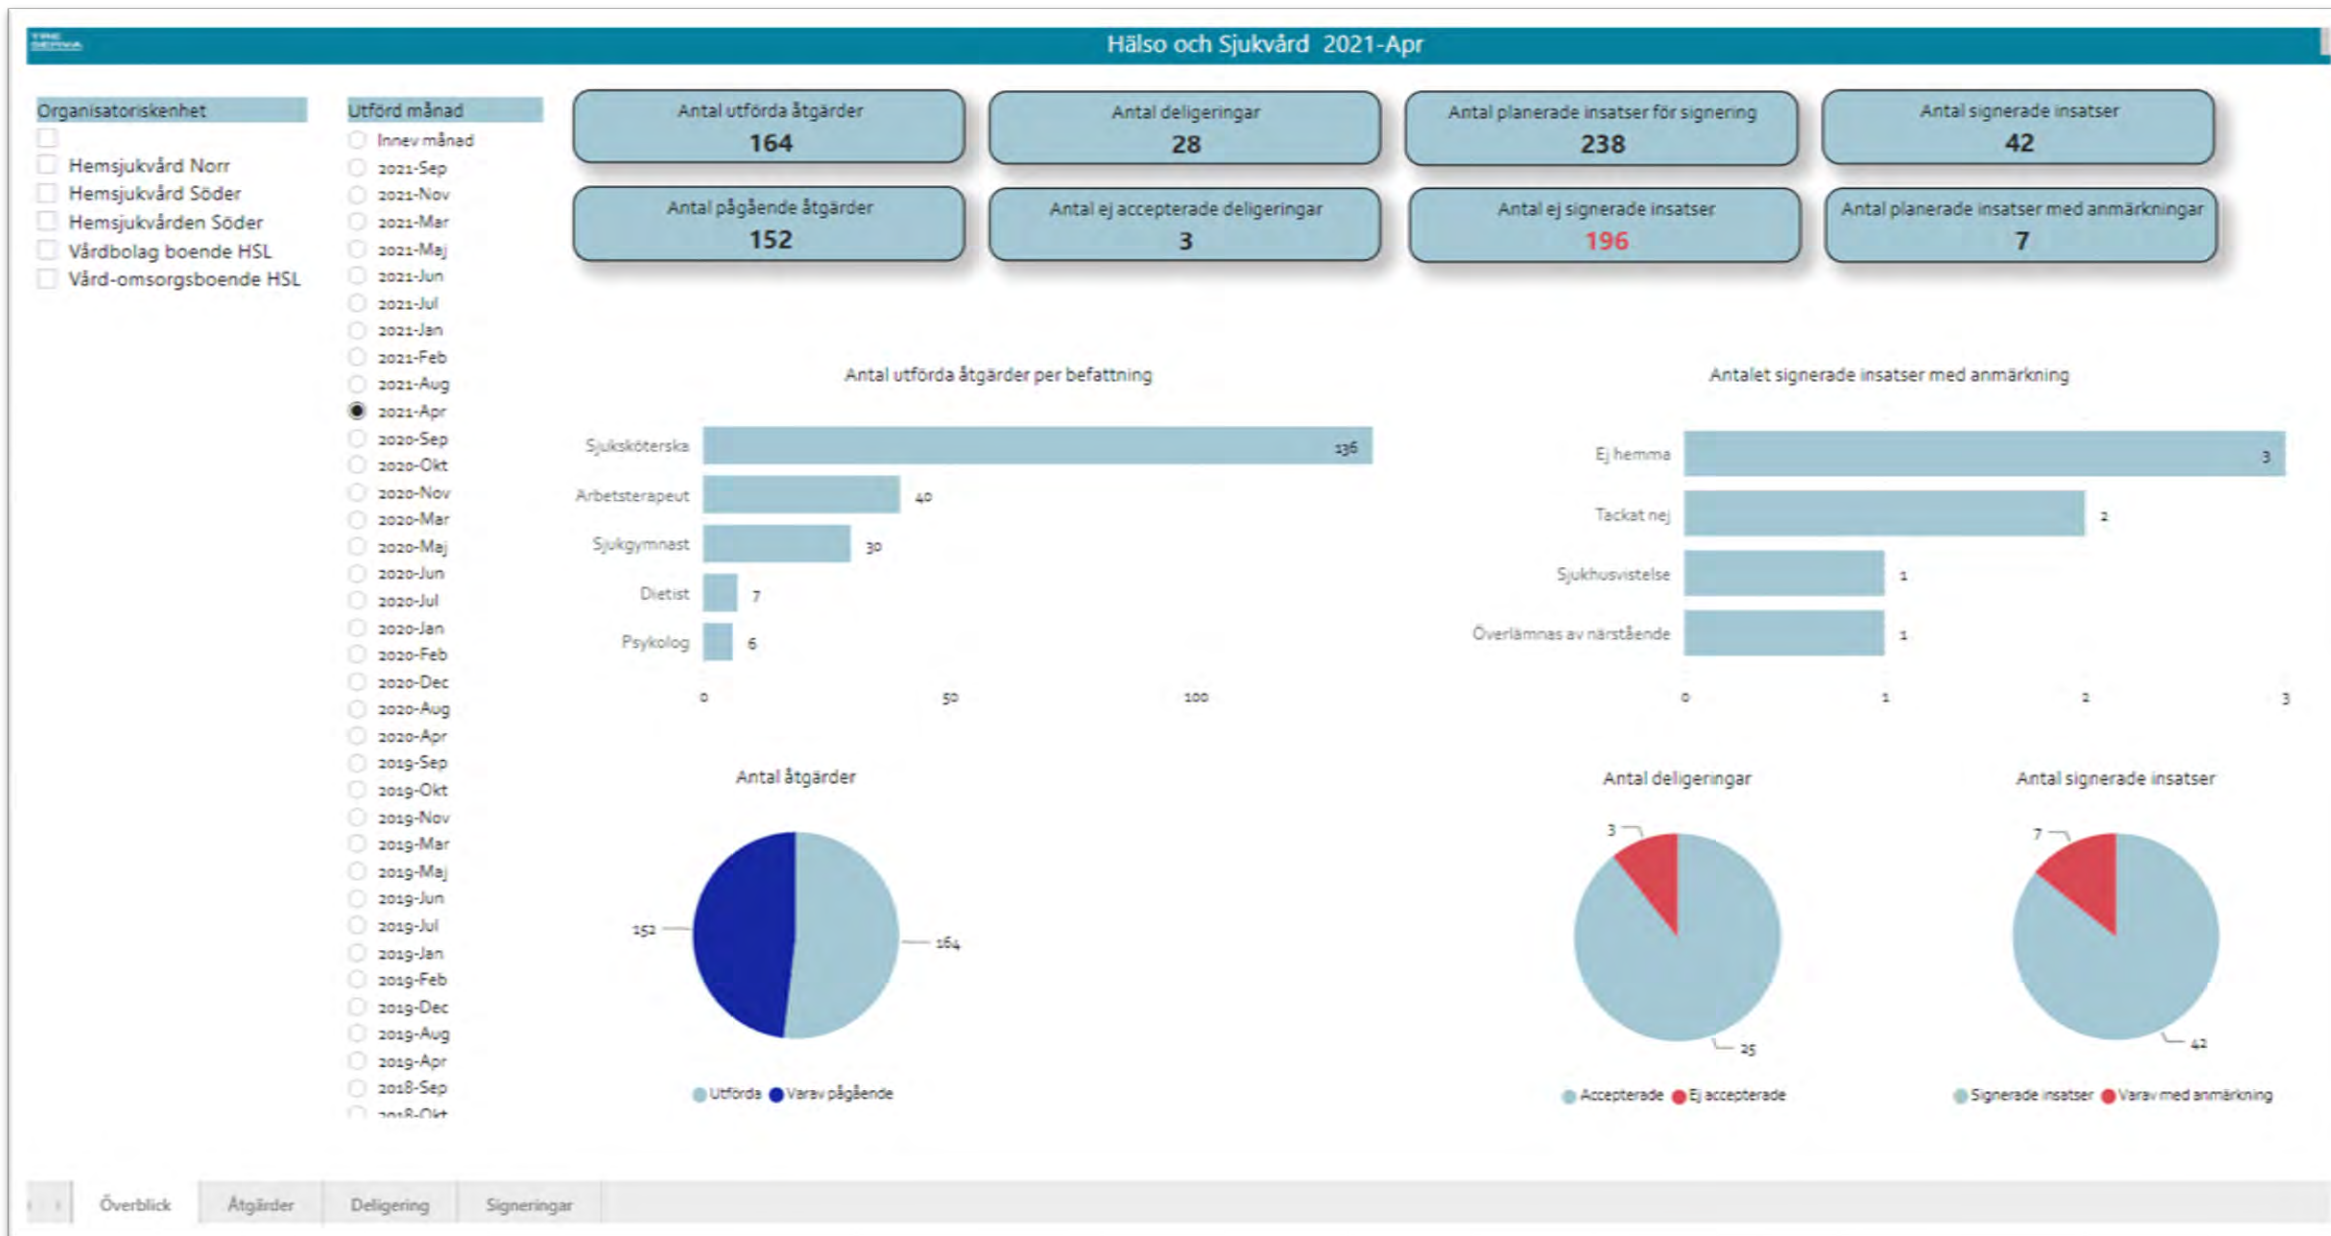 TRE
SERVA
Hälso och Sjukvård 2021-Apr
Organisatoriskenhet
Hemsjukvård Norr
Hemsjukvård Söder
Hemsjukvården Söder
Vårdbolag boende HSL
Vård-omsorgsboende HSL
Utförd månad
Innev månad
2021-Sep
2021-Nov
2021-Mar
2021-Maj
2021-Jun
2021-Jul
2021-Jan
2021-Feb
2021-Aug
2021-Apr
2020-Sep
2020-Okt
2020-Nov
2020-Mar
2020-Maj
2020-Jun
2020-Jul
2020-Jan
2020-Feb
2020-Dec
2020-Aug
2020-Apr
2019-Sep
2019-Okt
2019-Nov
2019-Mar
2019-Maj
2019-Jun
2019-Jul
2019-Jan
2019-Feb
2019-Dec
2019-Aug
2019-Apr
2018-Sep
2018-Okt
Antal utförda åtgärder
164
Antal deligeringar
28
Antal planerade insatser för signering
238
Antal signerade insatser
42
Antal pågående åtgärder
152
Antal ej accepterade deligeringar
3
Antal ej signerade insatser
196
Antal planerade insatser med anmärkningar
7
Antal utförda åtgärder per befattning
Sjuksköterska 136
Arbetsterapeut 40
Sjukgymnast 30
Dietist 7
Psykolog 6
0 50 100
Antalet signerade insatser med anmärkning
Ej hemma 3
Tackat nej 2
Sjukhusvistelse 1
Överlämnas av närstående 1
0 1 2 3
Antal åtgärder
152
164
Utförda Varav pågående
Antal deligeringar
3
25
Accepterade Ej accepterade
Antal signerade insatser
7
42
Signerade insatser Varav med anmärkning
Överblick Åtgärder Deligering Signeringar